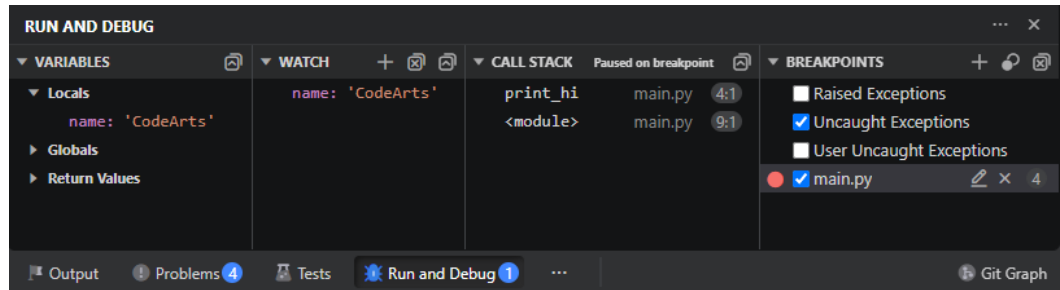 RUN AND DEBUG
VARIABLES
Locals
name: 'CodeArts'
Globals
Return Values
WATCH
name: 'CodeArts'
CALL STACK Paused on breakpoint
print_hi main.py 4:1
<module> main.py 9:1
BREAKPOINTS
Raised Exceptions
Uncaught Exceptions
User Uncaught Exceptions
main.py 4
Output Problems 4 Tests Run and Debug 1 ... Git Graph